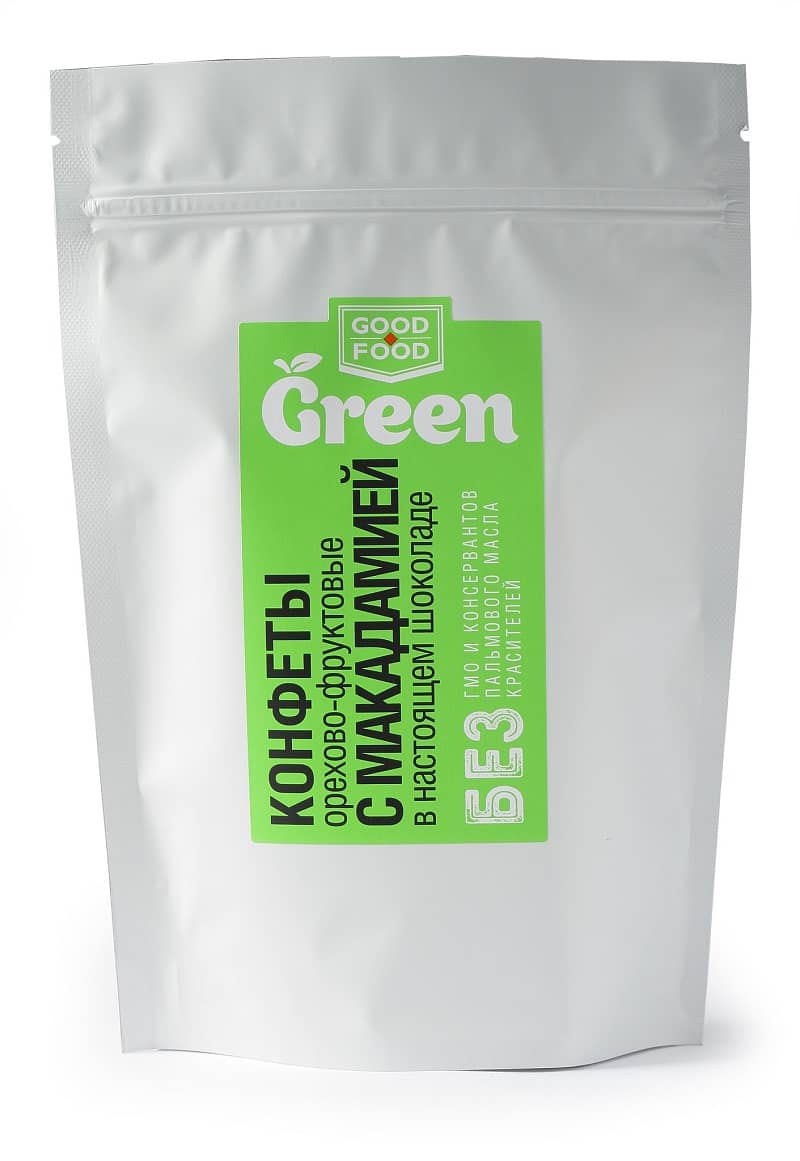 GOOD
FOOD
Green
КОНФЕТЫ
орехово-фруктовые
С МАКАДАМИЕЙ
в настоящем шоколаде
БЕЗ
ГМО И КОНСЕРВАНТОВ
ПАЛЬМОВОГО МАСЛА
КРАСИТЕЛЕЙ